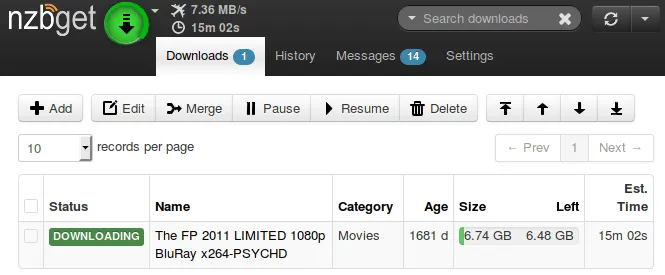 nzbget
7.36 MB/s
15m 02s
Search downloads
Downloads 1 History Messages 14 Settings
Add Edit Merge Pause Resume Delete
10 records per page
← Prev 1 Next →
Status Name Category Age Size Left Est. Time
DOWNLOADING The FP 2011 LIMITED 1080p BluRay x264-PSYCHD Movies 1681 d 6.74 GB 6.48 GB 15m 02s